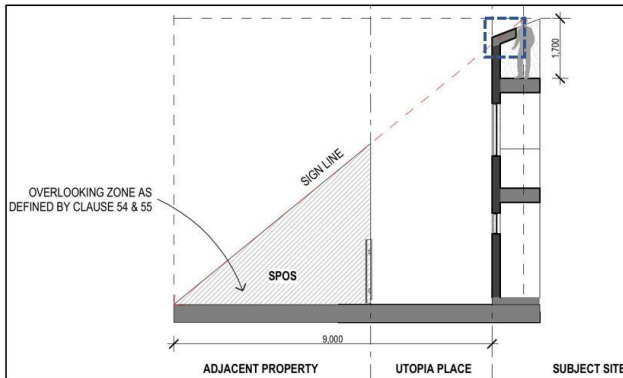 1,700
SIGN LINE
OVERLOOKING ZONE AS
DEFINED BY CLAUSE 54 & 55
SPOS
9,000
ADJACENT PROPERTY
UTOPIA PLACE
SUBJECT SITE